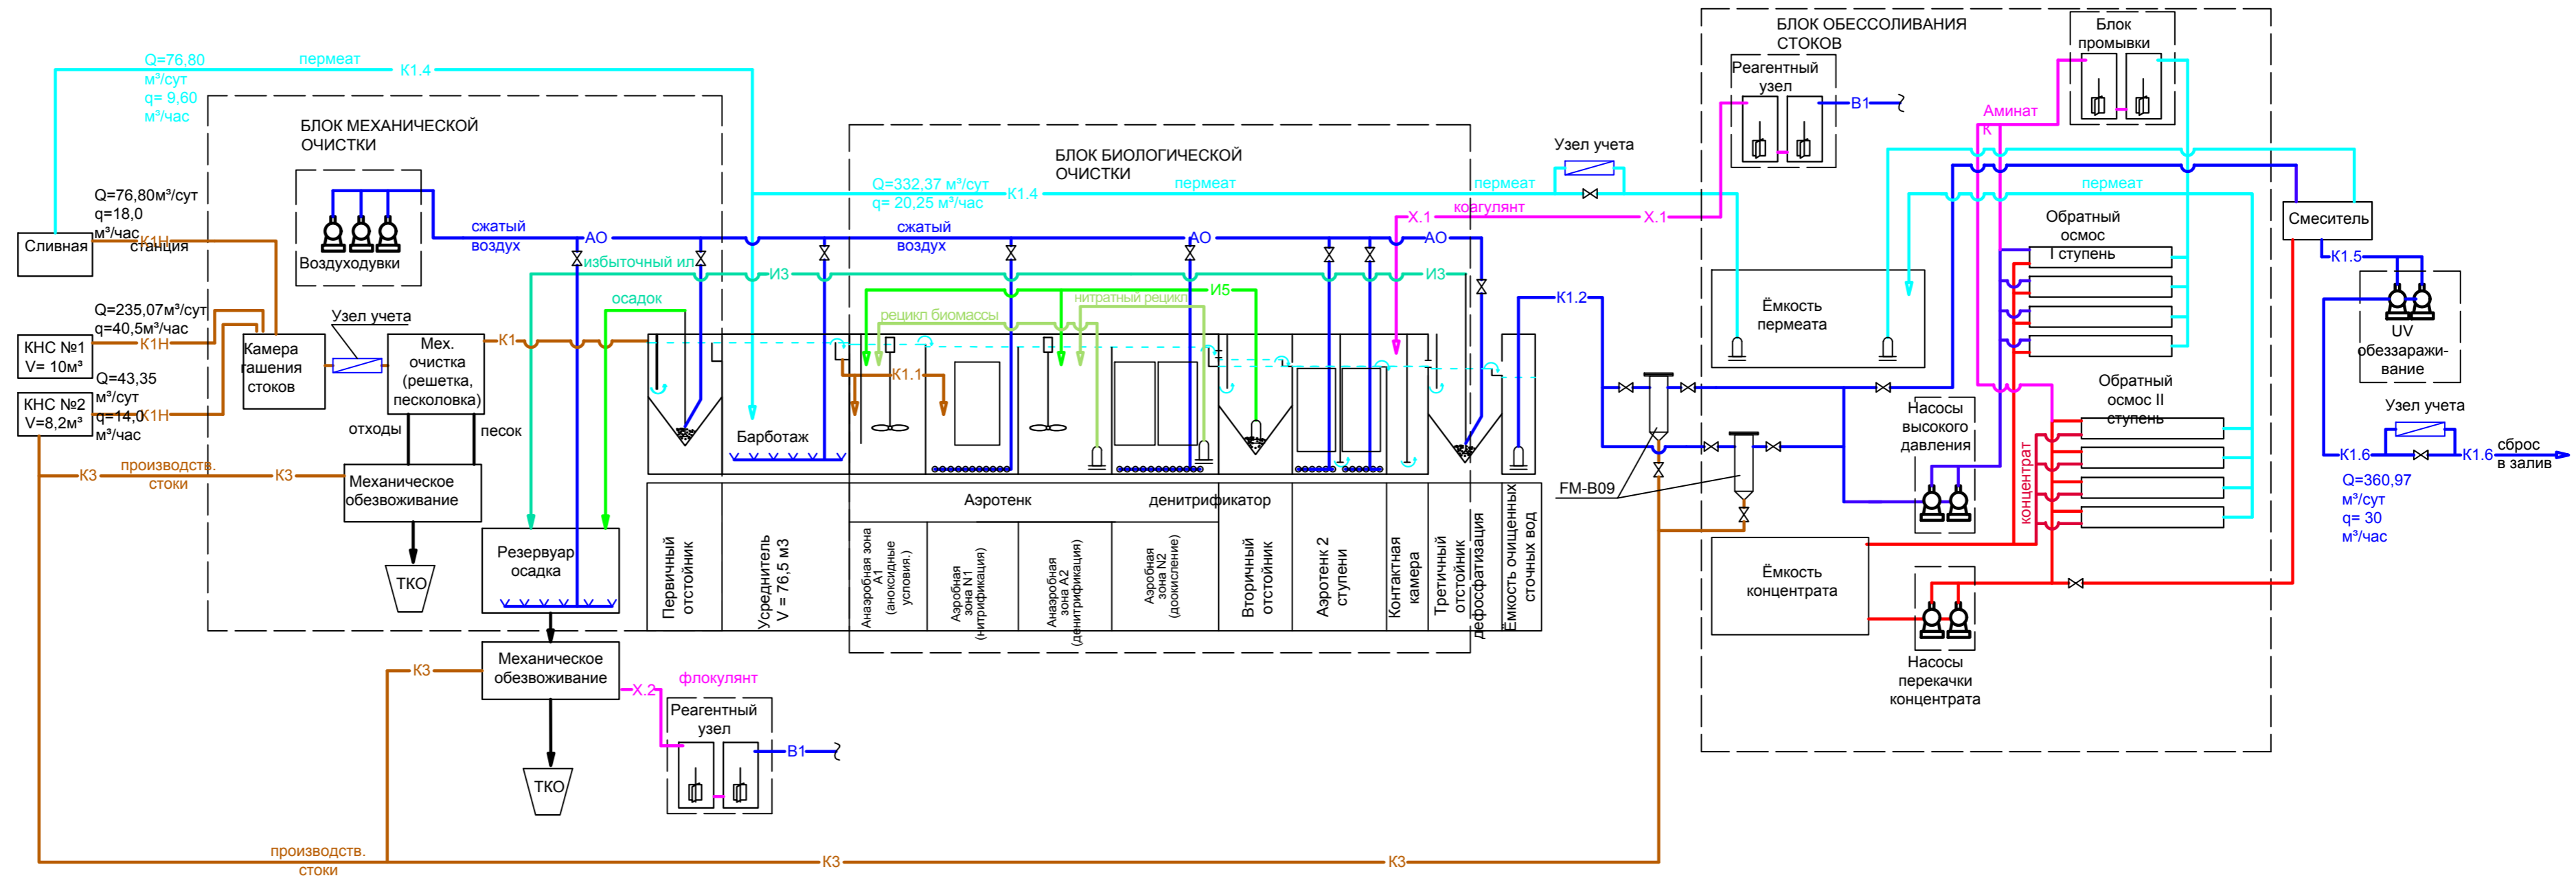 Q=76,80
м³/сут
q= 9,60
м³/час
пермеат
К1.4
БЛОК МЕХАНИЧЕСКОЙ
ОЧИСТКИ
Воздуходувки
Q=76,80м³/сут
q=18,0
м³/час
К1Н
Сливная станция
Q=235,07м³/сут
q=40,5м³/час
К1Н
КНС №1
V= 10м³
Q=43,35
м³/сут
q=14,0
м³/час
К1Н
КНС №2
V=8,2м³
Камера
гашения
стоков
Узел учета
Мех.
очистка
(решетка,
песколовка)
К1
отходы
песок
производств.
стоки
К3
К3
Механическое
обезвоживание
ТКО
сжатый
воздух
АО
избыточный ил
И3
осадок
Резервуар
осадка
Механическое
обезвоживание
К3
ТКО
Х.2
флокулянт
Реагентный
узел
В1
производств.
стоки
К3
К3
БЛОК БИОЛОГИЧЕСКОЙ
ОЧИСТКИ
Q=332,37 м³/сут
q= 20,25 м³/час
К1.4
пермеат
пермеат
Узел учета
сжатый
воздух
АО
АО
Х.1
коагулянт
Х.1
И3
И5
нитратный рецикл
рецикл биомассы
К1.1
Барботаж
К1.2
Первичный
отстойник
Усреднитель
V = 76,5 м3
Аэротенк
денитрификатор
Анаэробная зона
А1
(аноксидные
условия.)
Аэробная
зона N1
(нитрификация)
Анаэробная
зона А2
(денитрификация)
Аэробная
зона N2
(доокисление)
Вторичный
отстойник
Аэротенк 2
ступени
Контактная
камера
Третичный
отстойник
дефосфатизация
Ёмкость очищенных
сточных вод
FM-B09
БЛОК ОБЕССОЛИВАНИЯ
СТОКОВ
Реагентный
узел
В1
Блок
промывки
Аминат
К
пермеат
Обратный
осмос
I ступень
Ёмкость
пермеата
Обратный
осмос II
ступень
Насосы
высокого
давления
концентрат
Ёмкость
концентрата
Насосы
перекачки
концентрата
Смеситель
К1.5
UV
обеззаражи-
вание
Узел учета
К1.6
К1.6
сброс
в залив
Q=360,97
м³/сут
q= 30
м³/час